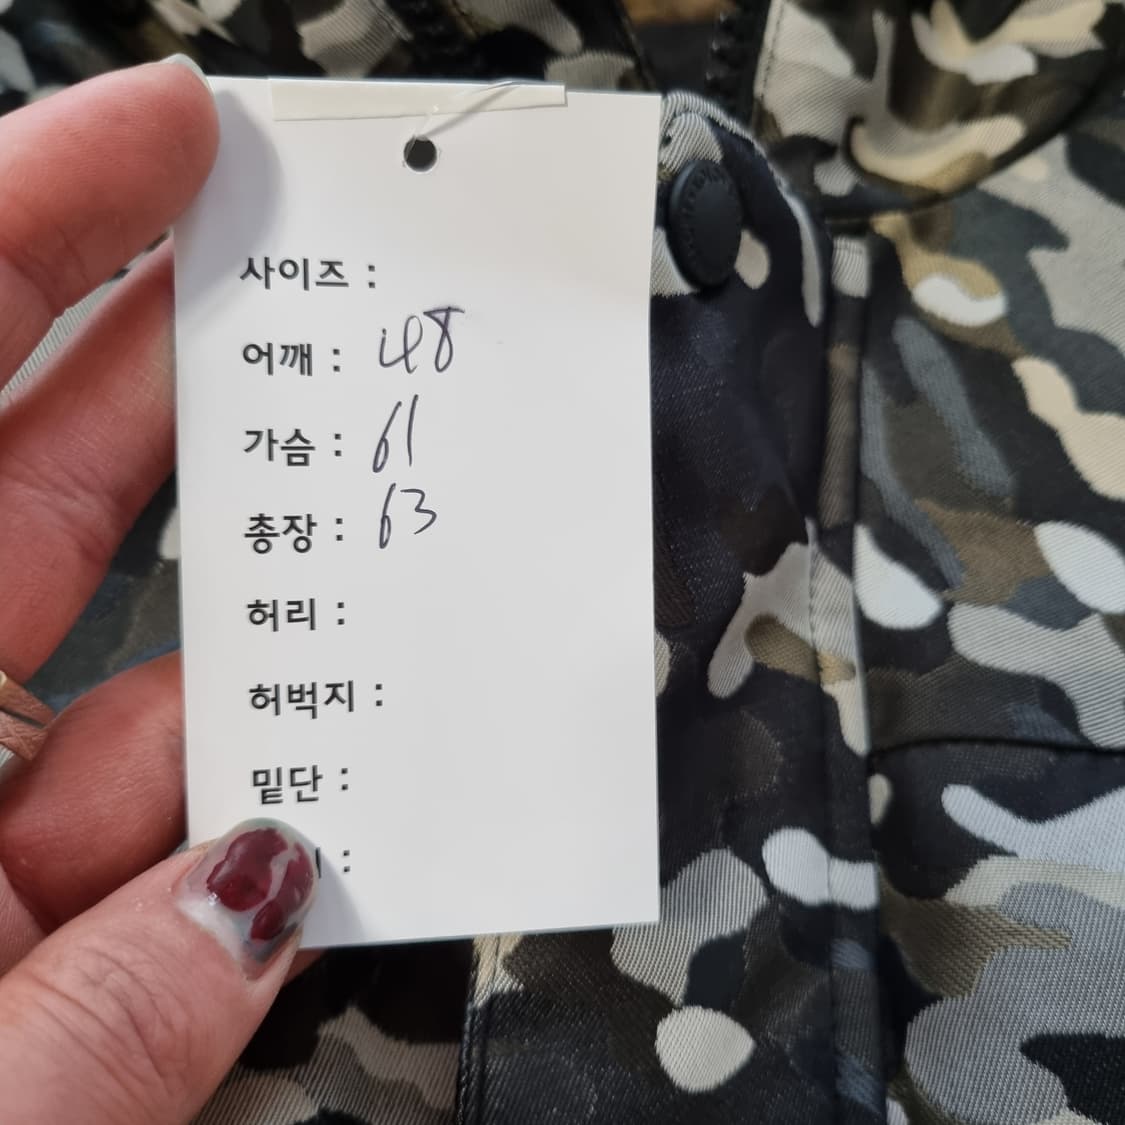 사이즈 :
어깨 : 48
가슴 : 61
총장 : 63
허리 :
허벅지 :
밑단 :
: